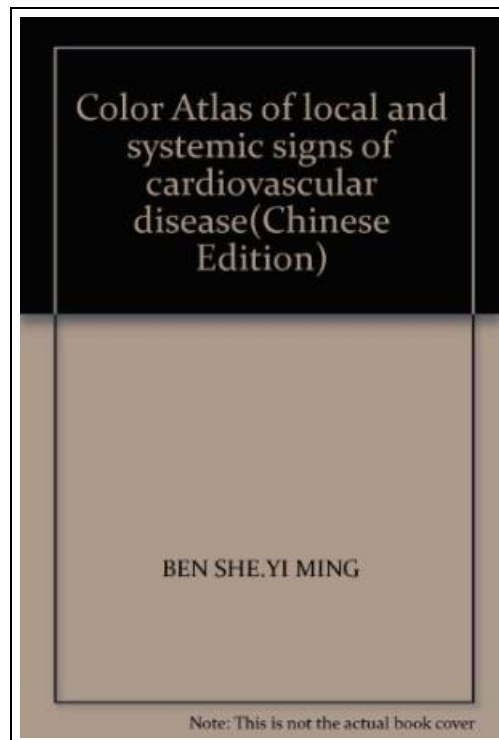 Color Atlas of local and
systemic signs of
cardiovascular
disease(Chinese
Edition)
BEN SHE.YI MING
Note: This is not the actual book cover